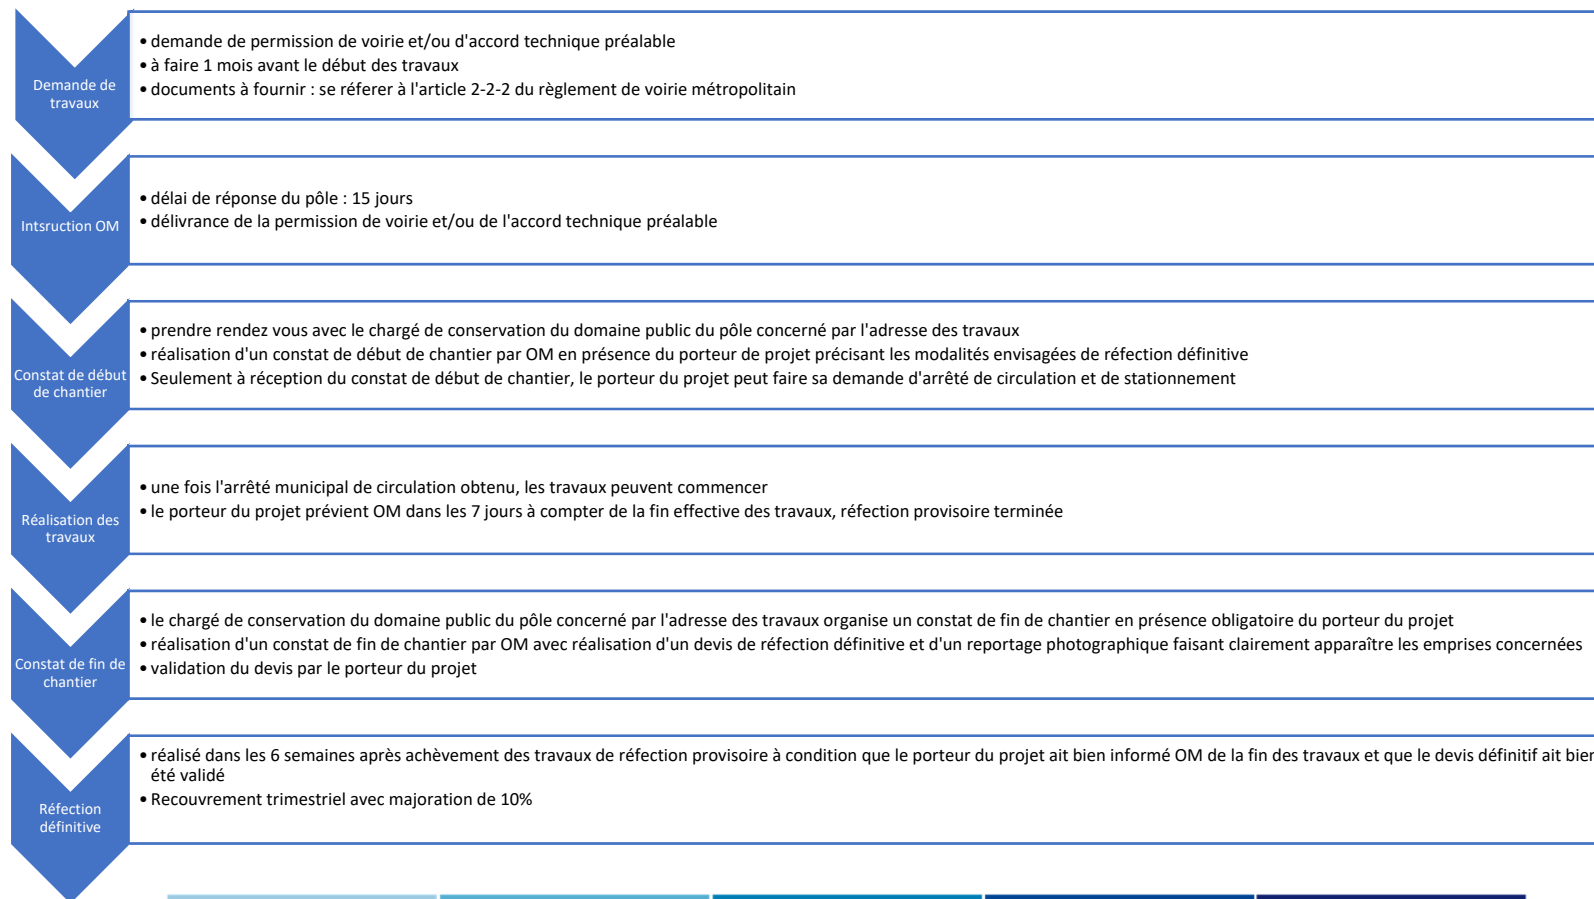 Demande de
travaux
• demande de permission de voirie et/ou d'accord technique préalable
• à faire 1 mois avant le début des travaux
• documents à fournir : se réferer à l'article 2-2-2 du règlement de voirie métropolitain
Intsruction OM
• délai de réponse du pôle : 15 jours
• délivrance de la permission de voirie et/ou de l'accord technique préalable
Constat de début
de chantier
• prendre rendez vous avec le chargé de conservation du domaine public du pôle concerné par l'adresse des travaux
• réalisation d'un constat de début de chantier par OM en présence du porteur de projet précisant les modalités envisagées de réfection définitive
• Seulement à réception du constat de début de chantier, le porteur du projet peut faire sa demande d'arrêté de circulation et de stationnement
Réalisation des
travaux
• une fois l'arrêté municipal de circulation obtenu, les travaux peuvent commencer
• le porteur du projet prévient OM dans les 7 jours à compter de la fin effective des travaux, réfection provisoire terminée
Constat de fin de
chantier
• le chargé de conservation du domaine public du pôle concerné par l'adresse des travaux organise un constat de fin de chantier en présence obligatoire du porteur du projet
• réalisation d'un constat de fin de chantier par OM avec réalisation d'un devis de réfection définitive et d'un reportage photographique faisant clairement apparaître les emprises concernées
• validation du devis par le porteur du projet
Réfection
définitive
• réalisé dans les 6 semaines après achèvement des travaux de réfection provisoire à condition que le porteur du projet ait bien informé OM de la fin des travaux et que le devis définitif ait bien
été validé
• Recouvrement trimestriel avec majoration de 10%